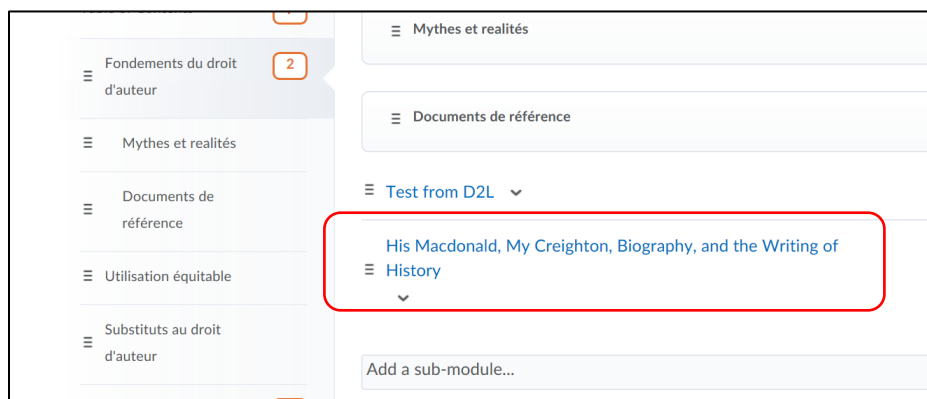 Fondements du droit
d'auteur
2
Mythes et realités
Documents de
référence
Utilisation équitable
Substituts au droit
d'auteur
Mythes et realités
Documents de référence
Test from D2L
His Macdonald, My Creighton, Biography, and the Writing of
History
Add a sub-module...